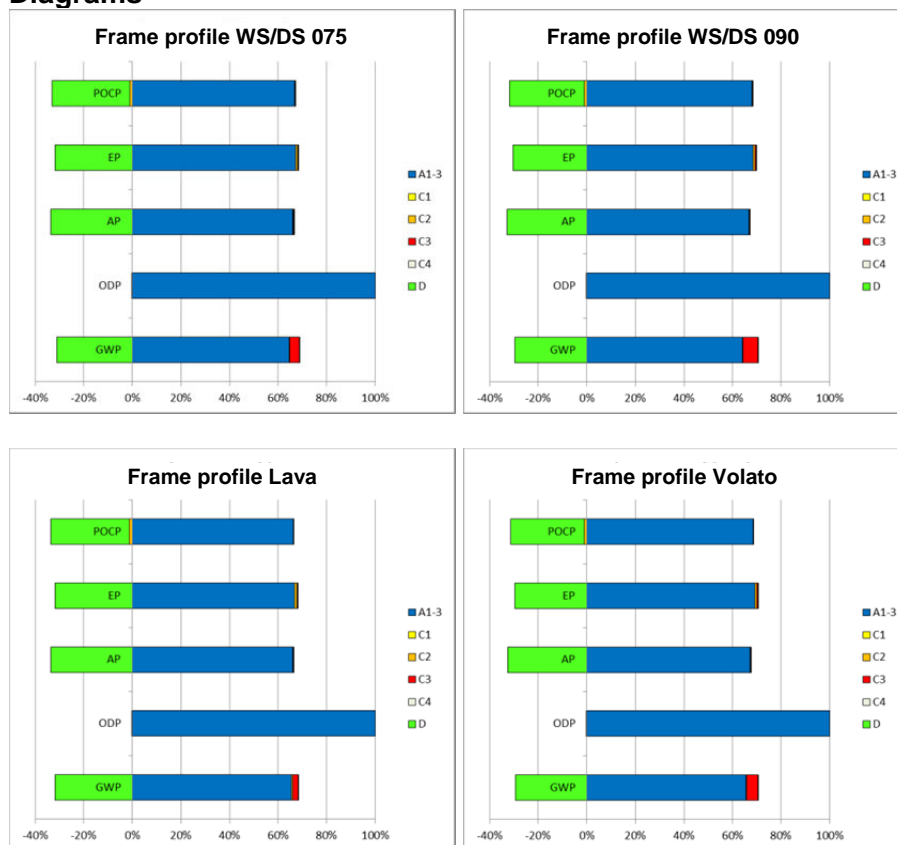 Diagrams
Frame profile WS/DS 075
POCP
EP
AP
ODP
GWP
-40% -20% 0% 20% 40% 60% 80% 100%
A1-3
C1
C2
C3
C4
D
Frame profile WS/DS 090
POCP
EP
AP
ODP
GWP
-40% -20% 0% 20% 40% 60% 80% 100%
A1-3
C1
C2
C3
C4
D
Frame profile Lava
POCP
EP
AP
ODP
GWP
-40% -20% 0% 20% 40% 60% 80% 100%
A1-3
C1
C2
C3
C4
D
Frame profile Volato
POCP
EP
AP
ODP
GWP
-40% -20% 0% 20% 40% 60% 80% 100%
A1-3
C1
C2
C3
C4
D